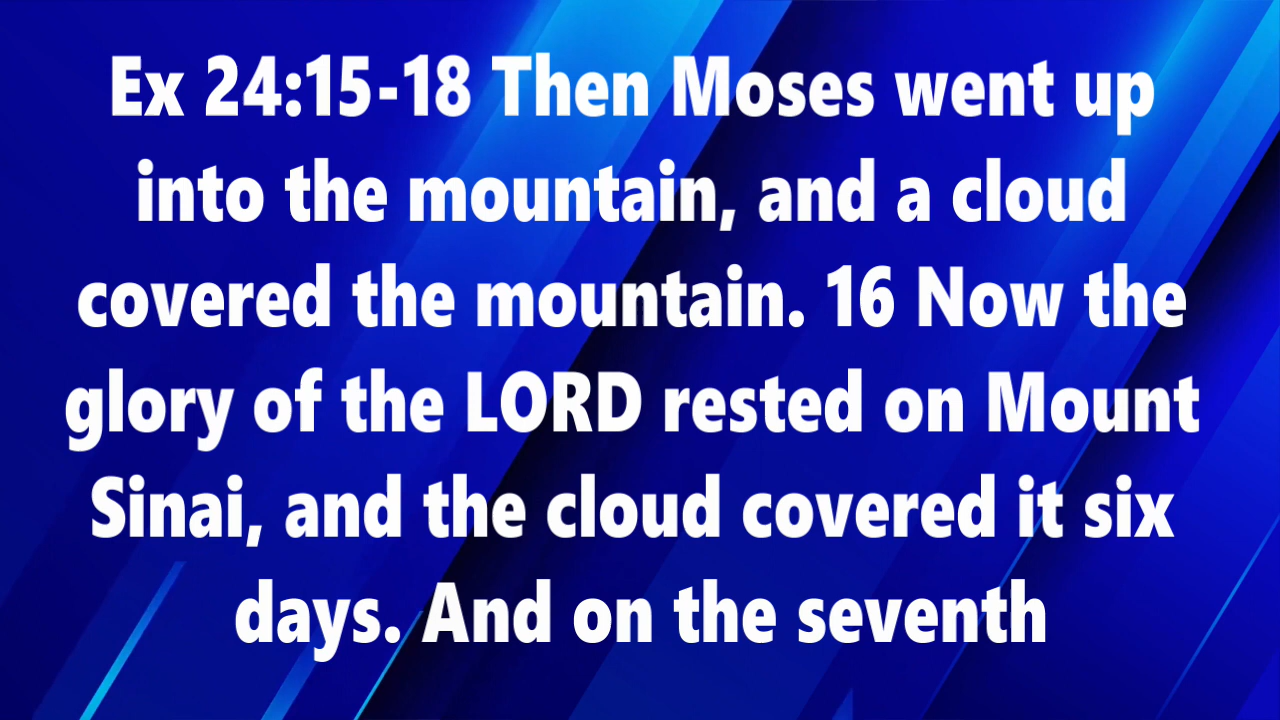 Ex 24:15-18 Then Moses went up
into the mountain, and a cloud
covered the mountain. 16 Now the
glory of the LORD rested on Mount
Sinai, and the cloud covered it six
days. And on the seventh